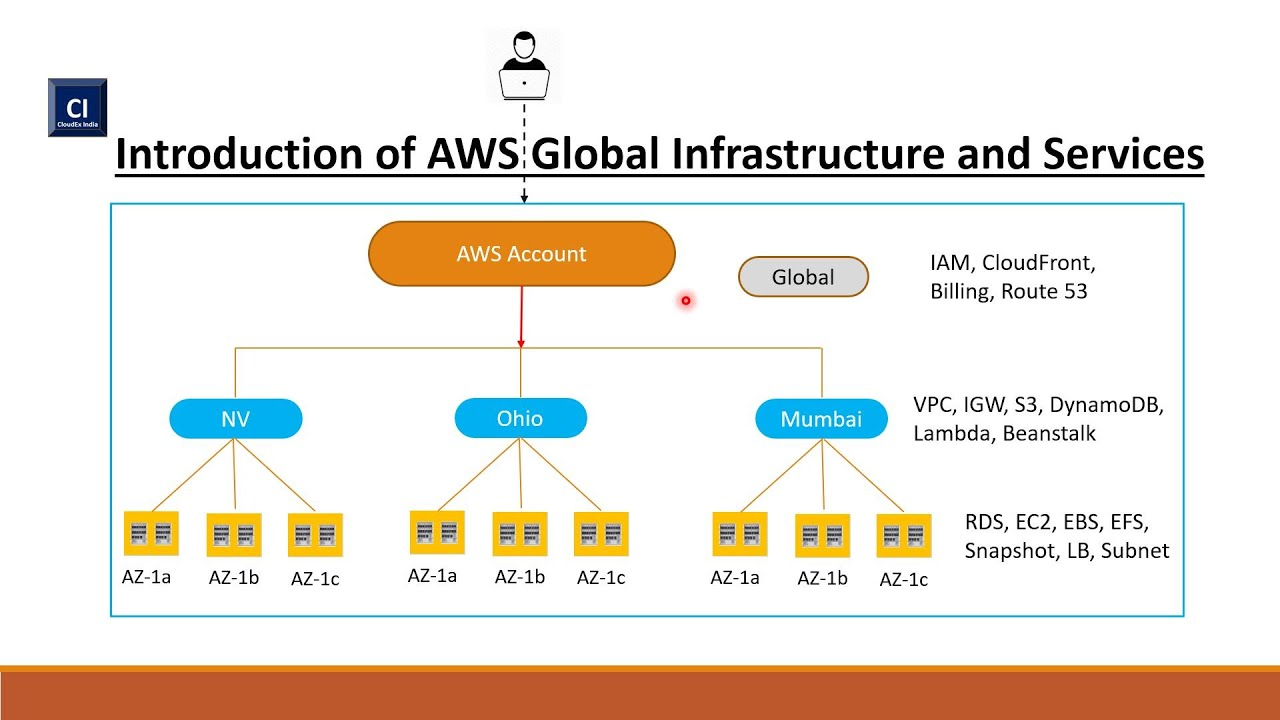 CI
CloudEx India
Introduction of AWS Global Infrastructure and Services
AWS Account
Global
IAM, CloudFront,
Billing, Route 53
NV
Ohio
Mumbai
VPC, IGW, S3, DynamoDB,
Lambda, Beanstalk
AZ-1a
AZ-1b
AZ-1c
AZ-1a
AZ-1b
AZ-1c
AZ-1a
AZ-1b
AZ-1c
RDS, EC2, EBS, EFS,
Snapshot, LB, Subnet